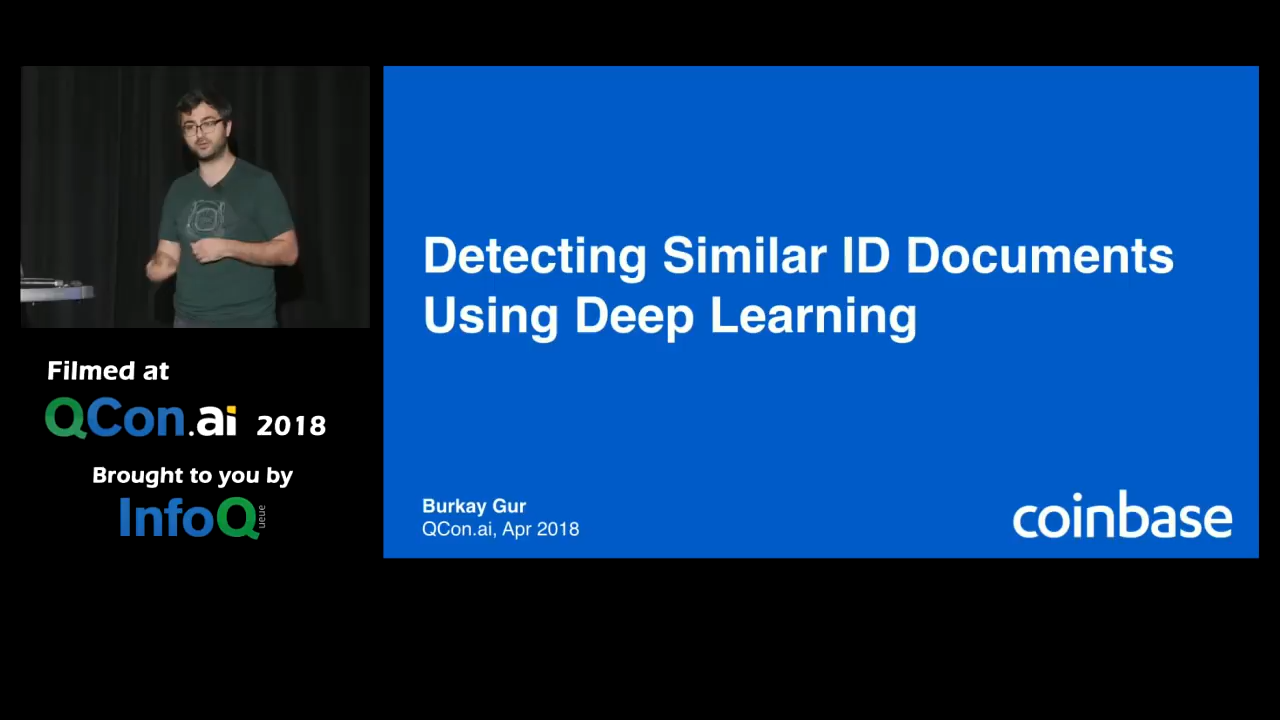 Detecting Similar ID Documents
Using Deep Learning
Burkay Gur
QCon.ai, Apr 2018
coinbase
Filmed at
QCon.ai 2018
Brought to you by
InfoQueue